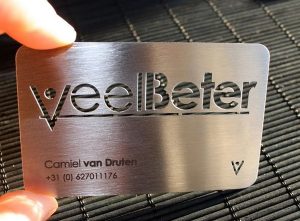 VeelBeter
Camiel van Druten
+31 (0) 627011176
V